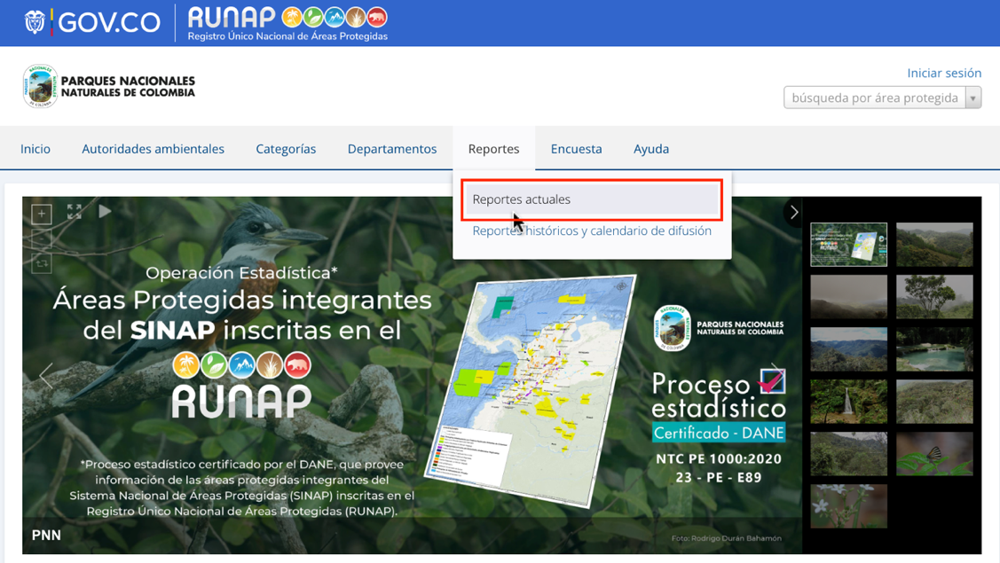 GOV.CO
RUNAP
Registro Único Nacional de Áreas Protegidas
PARQUES NACIONALES
NATURALES DE COLOMBIA
Iniciar sesión
búsqueda por área protegida
Inicio
Autoridades ambientales
Categorías
Departamentos
Reportes
Encuesta
Ayuda
Reportes actuales
Reportes históricos y calendario de difusión
Operación Estadística*
Áreas Protegidas integrantes
del SINAP inscritas en el
RUNAP
*Proceso estadístico certificado por el DANE, que provee
información de las áreas protegidas integrantes del
Sistema Nacional de Áreas Protegidas (SINAP) inscritas en el
Registro Único Nacional de Áreas Protegidas (RUNAP).
PARQUES NACIONALES
NATURALES DE COLOMBIA
Proceso
estadístico
Certificado - DANE
NTC PE 1000:2020
23 - PE - E89
PNN
Foto: Rodrigo Durán Bahamón